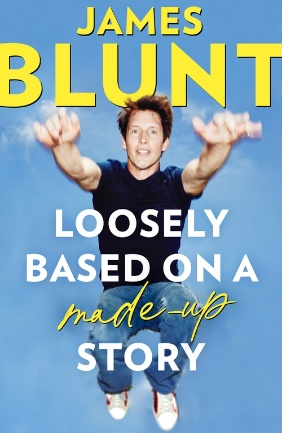 JAMES
BLUNT
LOOSELY
BASED ON A
made-up
STORY